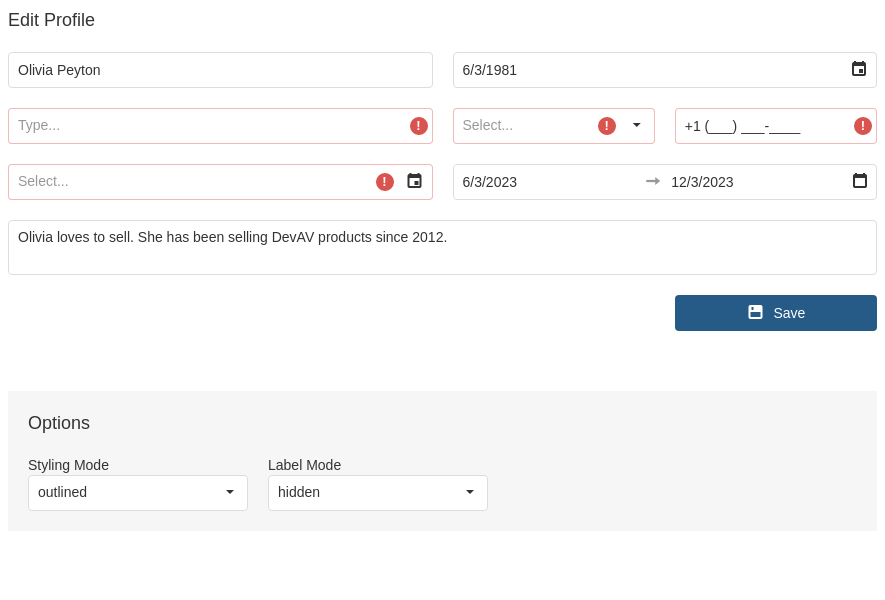 Edit Profile
Olivia Peyton
6/3/1981
Type...
Select...
+1 (___) ___-____
Select...
6/3/2023
12/3/2023
Olivia loves to sell. She has been selling DevAV products since 2012.
Save
Options
Styling Mode
Label Mode
outlined
hidden